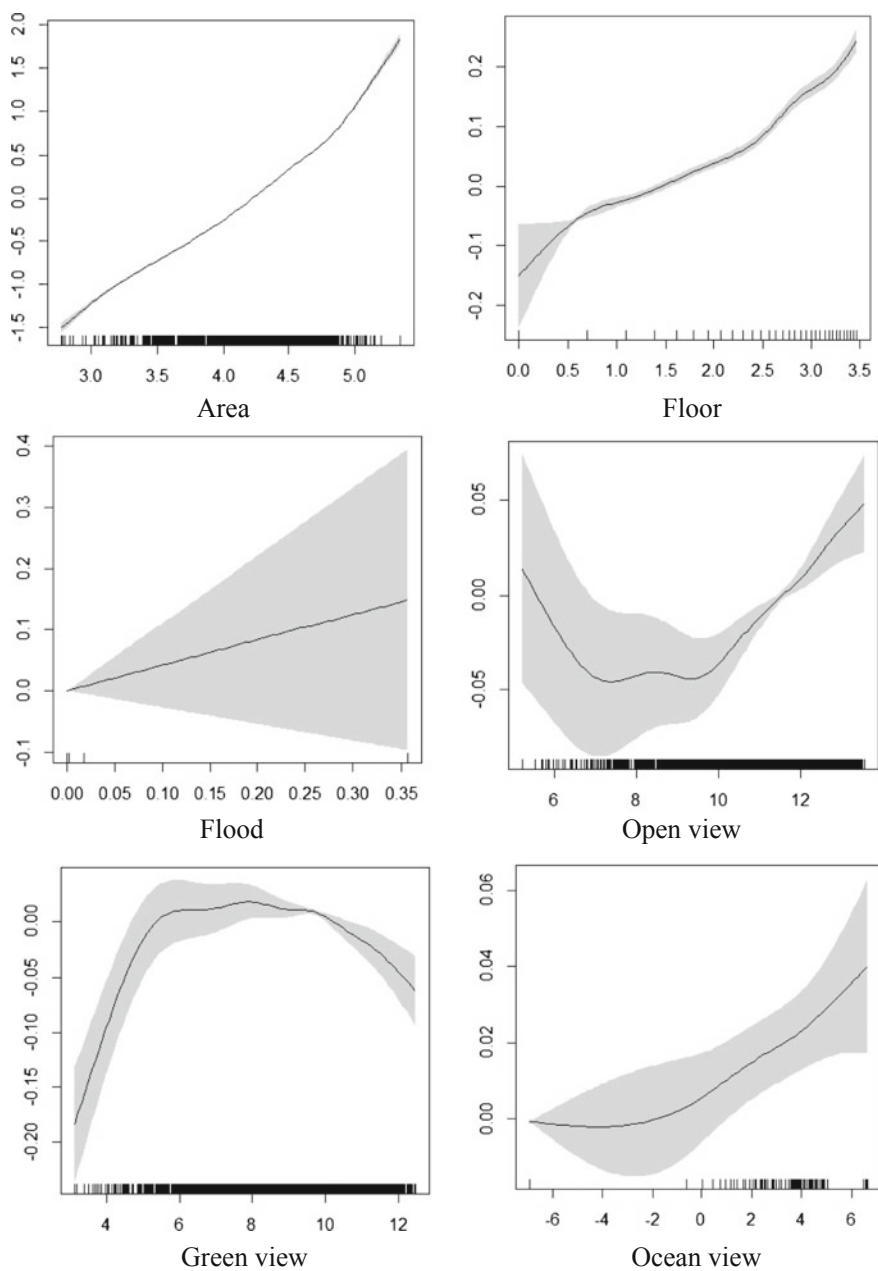 -1.5 -1.0 -0.5 0.0 0.5 1.0 1.5 2.0
3.0 3.5 4.0 4.5 5.0
Area
-0.2 -0.1 0.0 0.1 0.2
0.0 0.5 1.0 1.5 2.0 2.5 3.0 3.5
Floor
-0.1 0.0 0.1 0.2 0.3 0.4
0.00 0.05 0.10 0.15 0.20 0.25 0.30 0.35
Flood
-0.05 0.00 0.05
6 8 10 12
Open view
-0.20 -0.15 -0.10 -0.05 0.00
4 6 8 10 12
Green view
0.00 0.02 0.04 0.06
-6 -4 -2 0 2 4 6
Ocean view